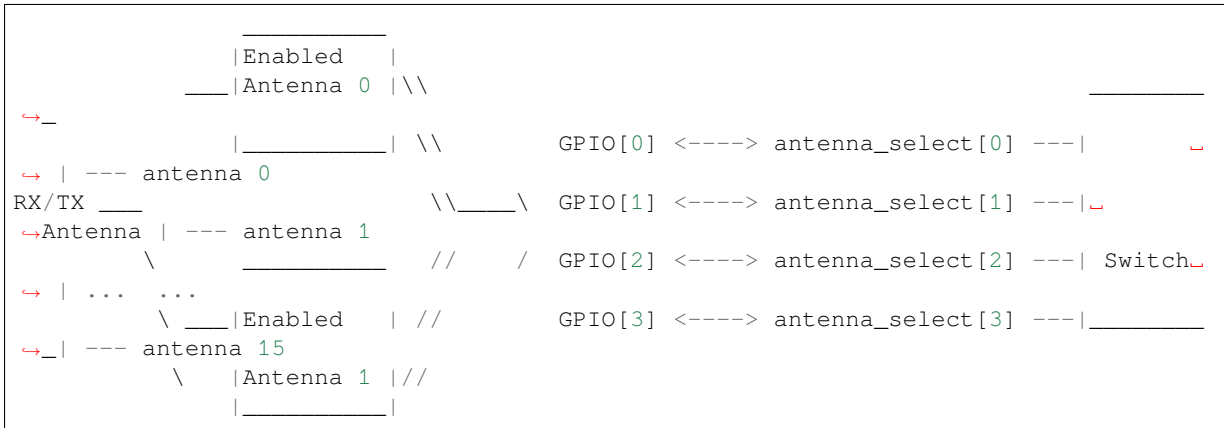 __________
                  |Enabled   |
              ___|Antenna 0 |\\                                                    ________
↪_
                  |__________| \\         GPIO[0] <----> antenna_select[0] ---|        ␣
↪ | --- antenna 0
RX/TX ___                       \\____\  GPIO[1] <----> antenna_select[1] ---|␣
↪Antenna | --- antenna 1
          \       __________   //    /  GPIO[2] <----> antenna_select[2] ---| Switch␣
↪ | ... ...
           \ ___|Enabled   | //         GPIO[3] <----> antenna_select[3] ---|________
↪_| --- antenna 15
            \   |Antenna 1 |//
                |__________|